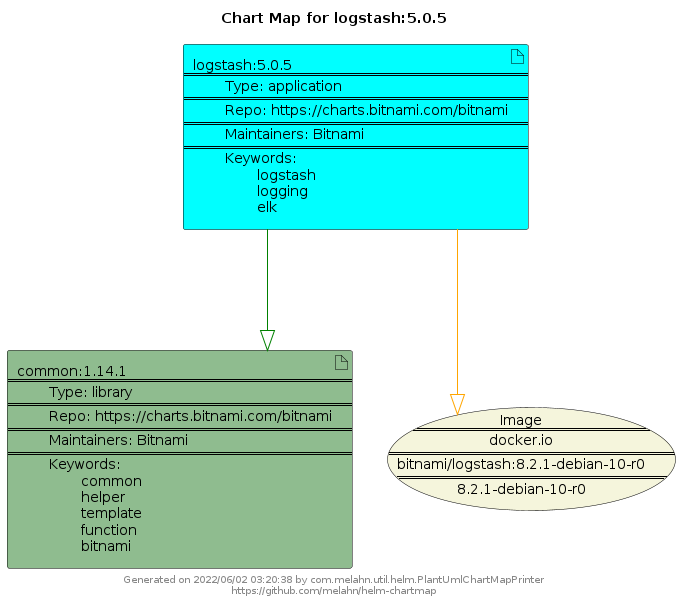 Chart Map for logstash:5.0.5
logstash:5.0.5
Type: application
Repo: https://charts.bitnami.com/bitnami
Maintainers: Bitnami
Keywords:
logstash
logging
elk
common:1.14.1
Type: library
Repo: https://charts.bitnami.com/bitnami
Maintainers: Bitnami
Keywords:
common
helper
template
function
bitnami
Image
docker.io
bitnami/logstash:8.2.1-debian-10-r0
8.2.1-debian-10-r0
Generated on 2022/06/02 03:20:38 by com.melahn.util.helm.PlantUmlChartMapPrinter
https://github.com/melahn/helm-chartmap